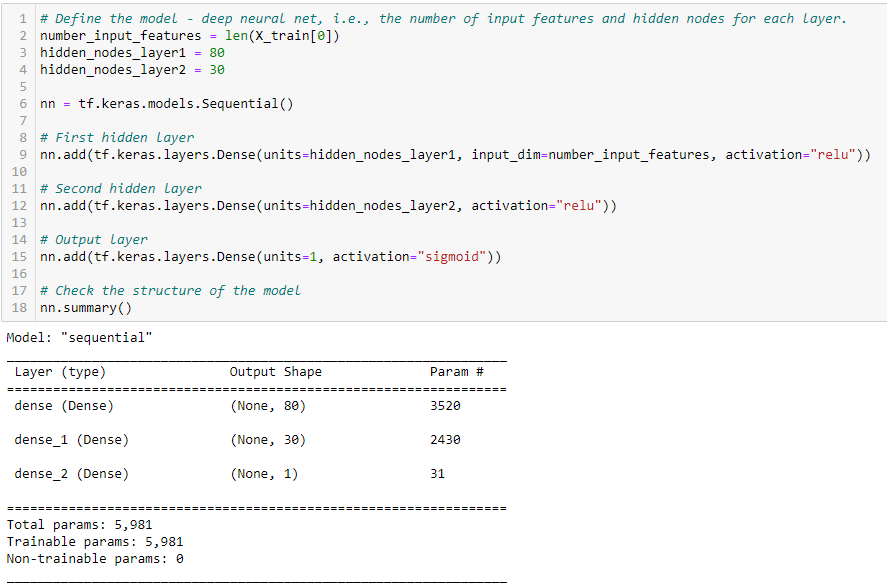 1 # Define the model - deep neural net, i.e., the number of input features and hidden nodes for each layer.
2 number_input_features = len(X_train[0])
3 hidden_nodes_layer1 = 80
4 hidden_nodes_layer2 = 30
5
6 nn = tf.keras.models.Sequential()
7
8 # First hidden layer
9 nn.add(tf.keras.layers.Dense(units=hidden_nodes_layer1, input_dim=number_input_features, activation="relu"))
10
11 # Second hidden layer
12 nn.add(tf.keras.layers.Dense(units=hidden_nodes_layer2, activation="relu"))
13
14 # Output layer
15 nn.add(tf.keras.layers.Dense(units=1, activation="sigmoid"))
16
17 # Check the structure of the model
18 nn.summary()
Model: "sequential"
_________________________________________________________________
Layer (type) Output Shape Param #
=================================================================
dense (Dense) (None, 80) 3520
dense_1 (Dense) (None, 30) 2430
dense_2 (Dense) (None, 1) 31
=================================================================
Total params: 5,981
Trainable params: 5,981
Non-trainable params: 0
_________________________________________________________________